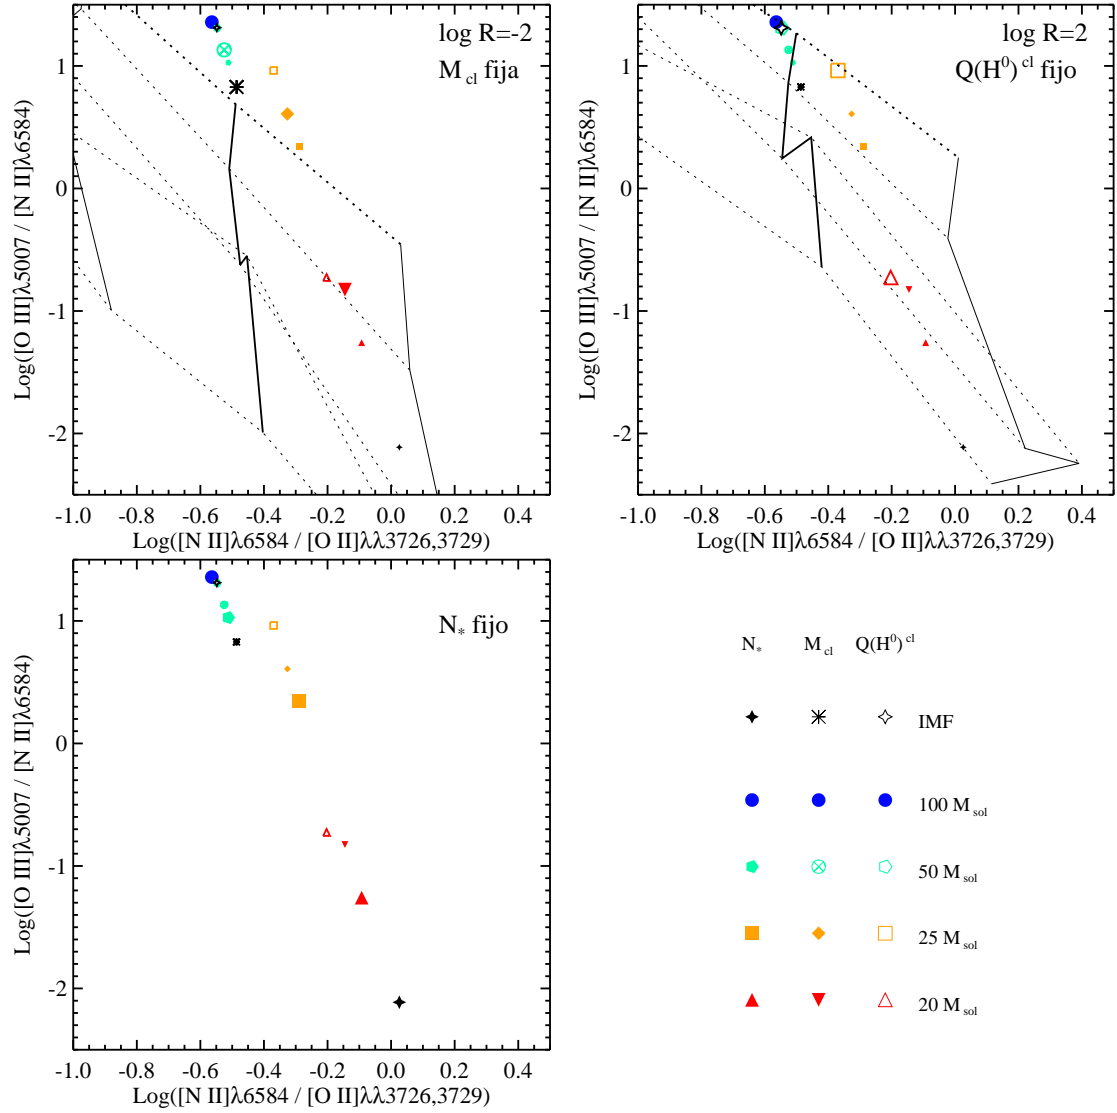 log R=-2
M cl fija
1
0
-1
-2
Log([O III]λ5007 / [N II]λ6584)
-1.0 -0.8 -0.6 -0.4 -0.2 0.0 0.2 0.4
Log([N II]λ6584 / [O II]λλ3726,3729)
log R=2
Q(H⁰) cl fijo
1
0
-1
-2
Log([O III]λ5007 / [N II]λ6584)
-1.0 -0.8 -0.6 -0.4 -0.2 0.0 0.2 0.4
Log([N II]λ6584 / [O II]λλ3726,3729)
N* fijo
1
0
-1
-2
Log([O III]λ5007 / [N II]λ6584)
-1.0 -0.8 -0.6 -0.4 -0.2 0.0 0.2 0.4
Log([N II]λ6584 / [O II]λλ3726,3729)
N* M cl Q(H⁰) cl
IMF
100 M sol
50 M sol
25 M sol
20 M sol